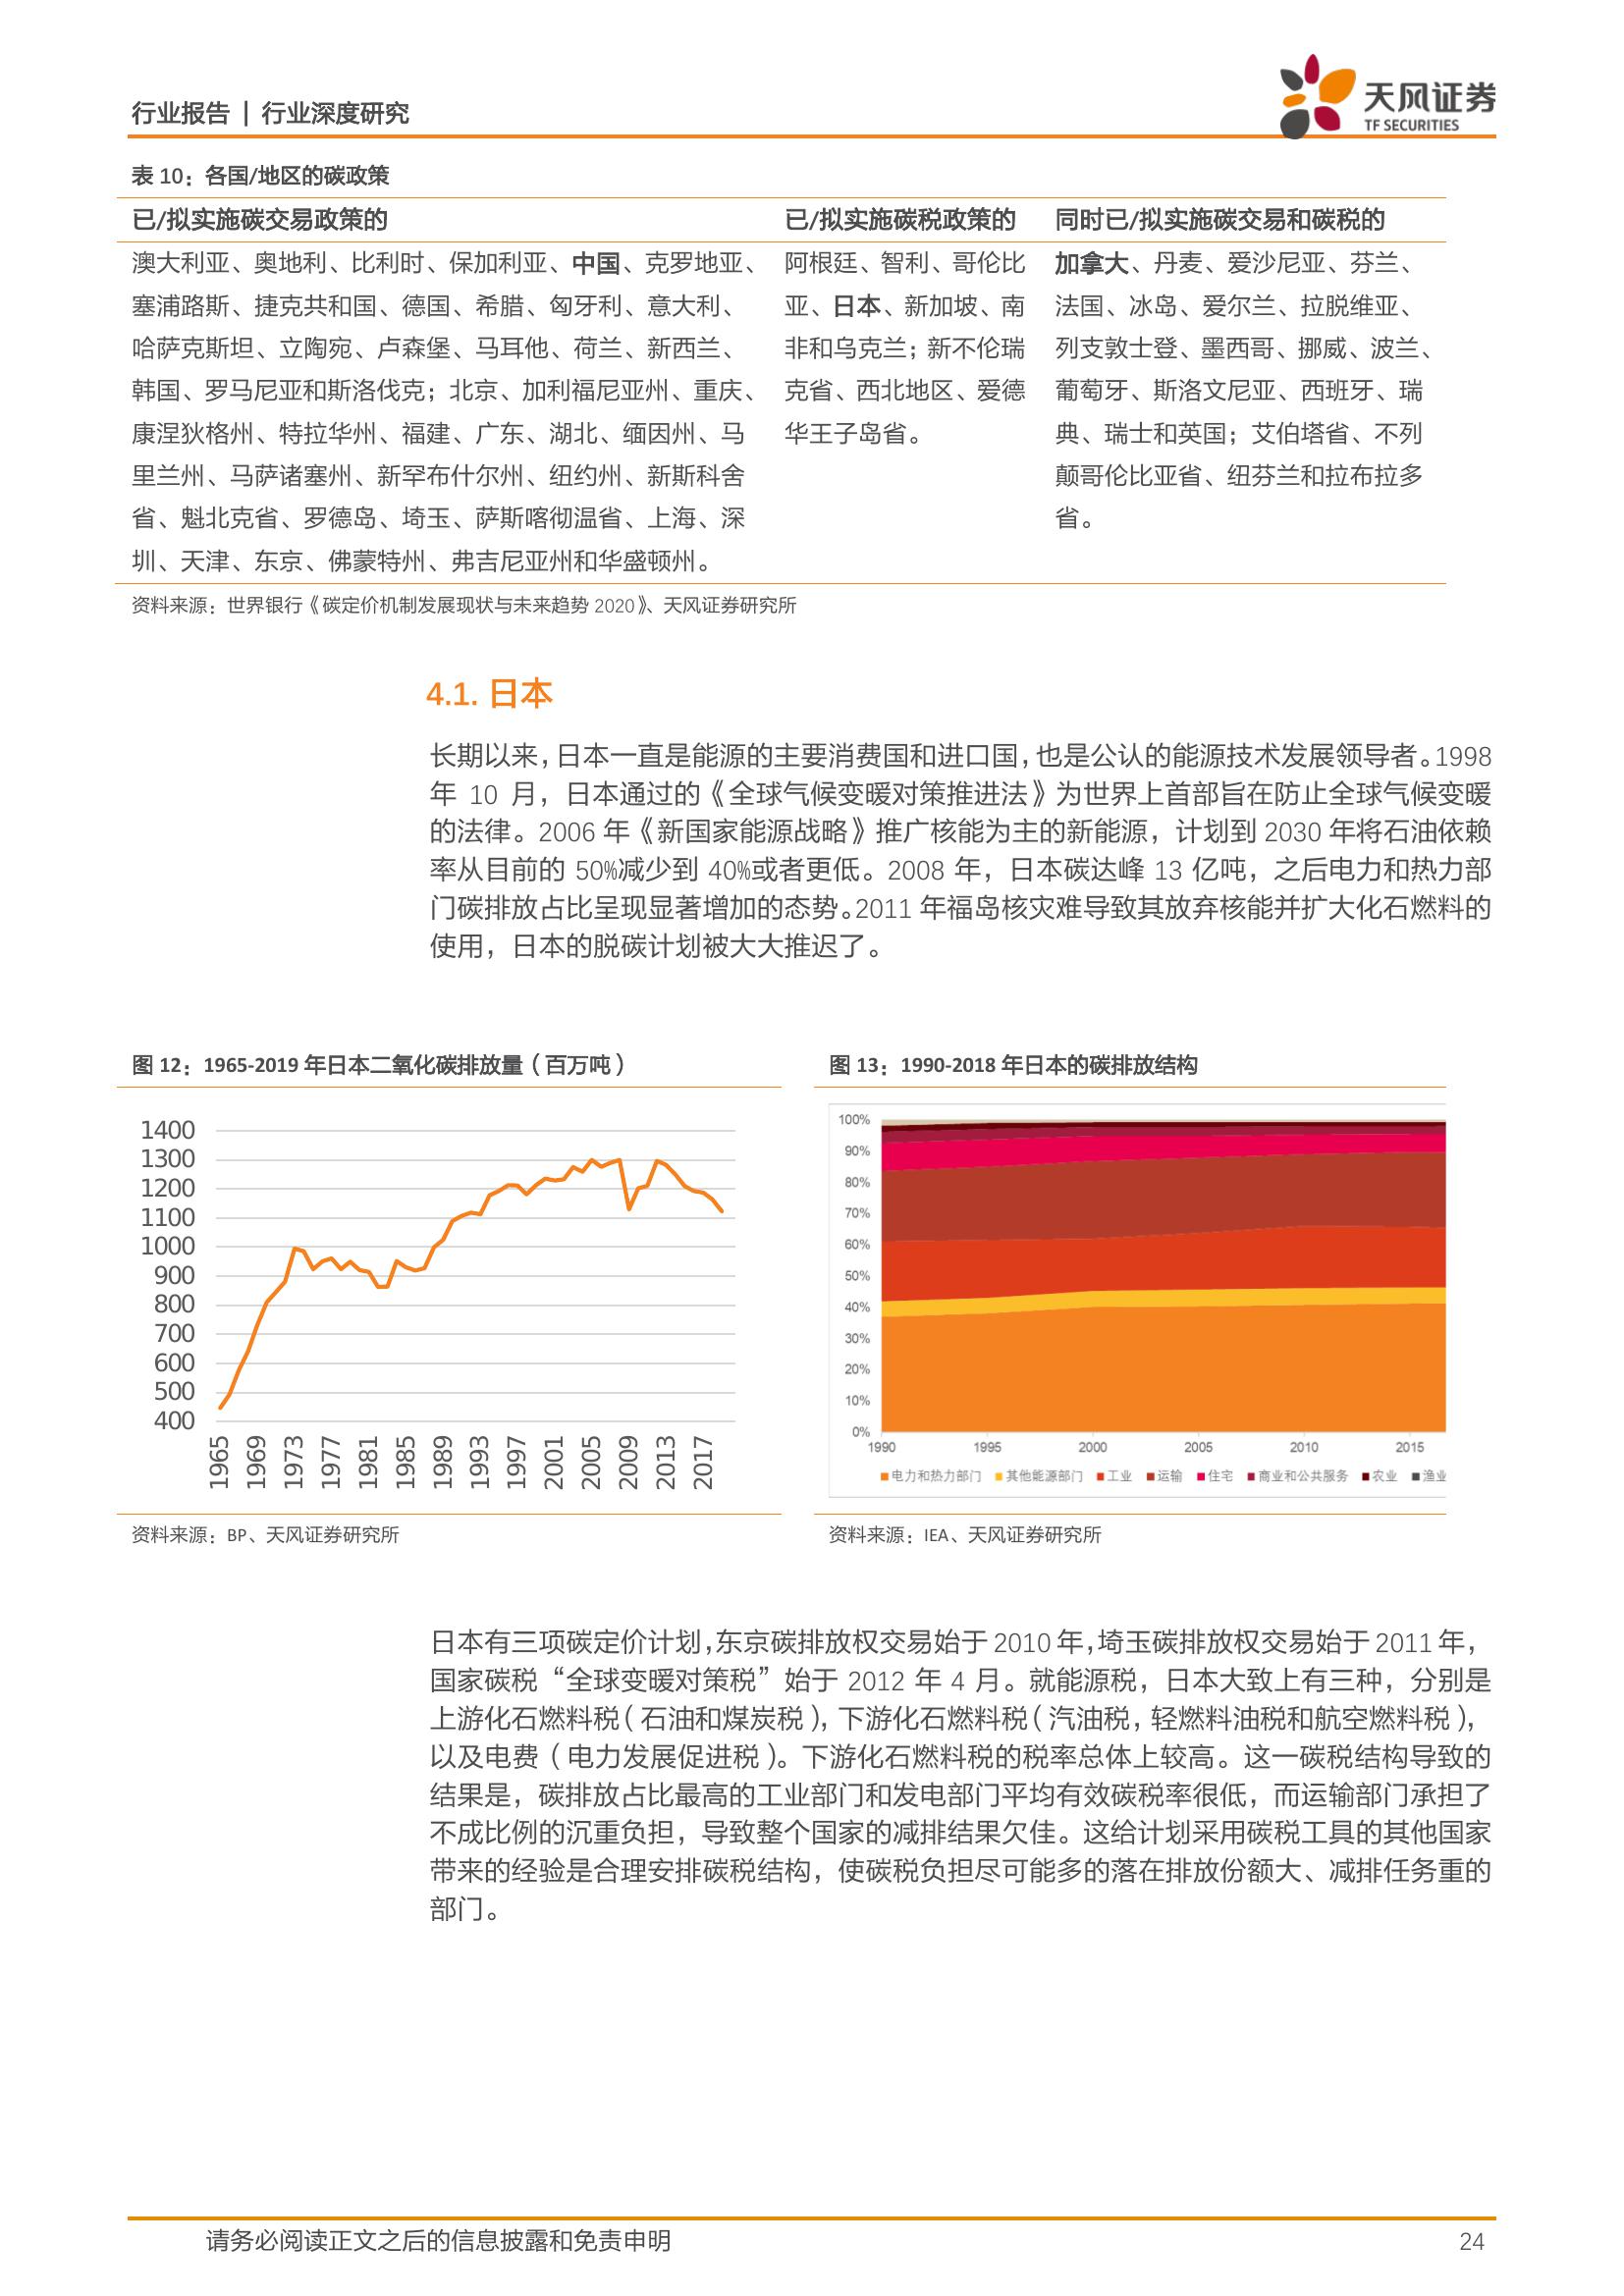 行业报告 | 行业深度研究
天风证券
TF SECURITIES
表 10：各国/地区的碳政策
已/拟实施碳交易政策的 已/拟实施碳税政策的 同时已/拟实施碳交易和碳税的
澳大利亚、奥地利、比利时、保加利亚、中国、克罗地亚、
塞浦路斯、捷克共和国、德国、希腊、匈牙利、意大利、
哈萨克斯坦、立陶宛、卢森堡、马耳他、荷兰、新西兰、
韩国、罗马尼亚和斯洛伐克；北京、加利福尼亚州、重庆、
康涅狄格州、特拉华州、福建、广东、湖北、缅因州、马
里兰州、马萨诸塞州、新罕布什尔州、纽约州、新斯科舍
省、魁北克省、罗德岛、埼玉、萨斯喀彻温省、上海、深
圳、天津、东京、佛蒙特州、弗吉尼亚州和华盛顿州。
阿根廷、智利、哥伦比
亚、日本、新加坡、南
非和乌克兰；新不伦瑞
克省、西北地区、爱德
华王子岛省。
加拿大、丹麦、爱沙尼亚、芬兰、
法国、冰岛、爱尔兰、拉脱维亚、
列支敦士登、墨西哥、挪威、波兰、
葡萄牙、斯洛文尼亚、西班牙、瑞
典、瑞士和英国；艾伯塔省、不列
颠哥伦比亚省、纽芬兰和拉布拉多
省。
资料来源：世界银行《碳定价机制发展现状与未来趋势 2020》、天风证券研究所
4.1. 日本
长期以来，日本一直是能源的主要消费国和进口国，也是公认的能源技术发展领导者。1998
年 10 月，日本通过的《全球气候变暖对策推进法》为世界上首部旨在防止全球气候变暖
的法律。2006 年《新国家能源战略》推广核能为主的新能源，计划到 2030 年将石油依赖
率从目前的 50%减少到 40%或者更低。2008 年，日本碳达峰 13 亿吨，之后电力和热力部
门碳排放占比呈现显著增加的态势。2011 年福岛核灾难导致其放弃核能并扩大化石燃料的
使用，日本的脱碳计划被大大推迟了。
图 12：1965-2019 年日本二氧化碳排放量（百万吨）
1400
1300
1200
1100
1000
900
800
700
600
500
400
1965 1969 1973 1977 1981 1985 1989 1993 1997 2001 2005 2009 2013 2017
资料来源：BP、天风证券研究所
图 13：1990-2018 年日本的碳排放结构
100%
90%
80%
70%
60%
50%
40%
30%
20%
10%
0%
1990 1995 2000 2005 2010 2015
电力和热力部门 其他能源部门 工业 运输 住宅 商业和公共服务 农业 渔业
资料来源：IEA、天风证券研究所
日本有三项碳定价计划，东京碳排放权交易始于 2010 年，埼玉碳排放权交易始于 2011 年，
国家碳税“全球变暖对策税”始于 2012 年 4 月。就能源税，日本大致上有三种，分别是
上游化石燃料税（石油和煤炭税），下游化石燃料税（汽油税，轻燃料油税和航空燃料税），
以及电费（电力发展促进税）。下游化石燃料税的税率总体上较高。这一碳税结构导致的
结果是，碳排放占比最高的工业部门和发电部门平均有效碳税率很低，而运输部门承担了
不成比例的沉重负担，导致整个国家的减排结果欠佳。这给计划采用碳税工具的其他国家
带来的经验是合理安排碳税结构，使碳税负担尽可能多的落在排放份额大、减排任务重的
部门。
请务必阅读正文之后的信息披露和免责申明
24